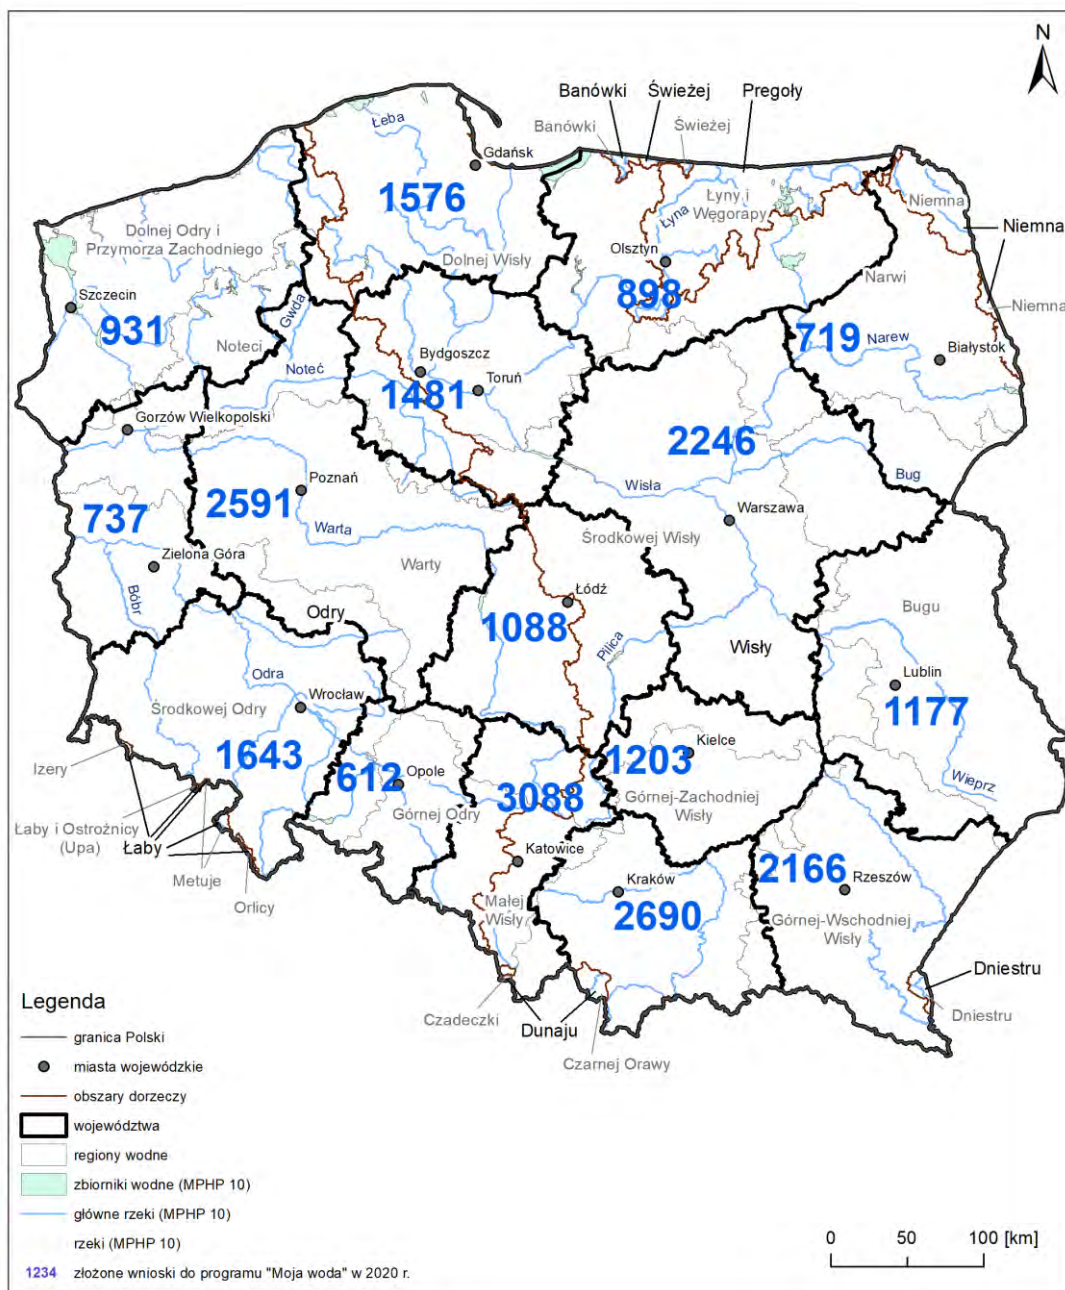 N
Banówki
Świeżej
Pregoły
Banówki
Świeżej
Łeba
Gdańsk
1576
Dolnej Wisły
Łyny i
Węgorapy
Łyna
Olsztyn
898
Niemna
Niemna
Niemna
Narwi
719
Narew
Białystok
Dolnej Odry i
Przymorza Zachodniego
Szczecin
931
Noteci
Gwda
Noteć
Bydgoszcz
Toruń
1481
Gorzów Wielkopolski
2246
Bug
Wisła
Warszawa
Poznań
2591
Warta
Warty
737
Zielona Góra
Bóbr
Środkowej Wisły
Łódź
1088
Pilica
Wisły
Bugu
Lublin
1177
Wieprz
Odry
Odra
Wrocław
Środkowej Odry
1643
Izery
Łaby i Ostrożnicy
(Upa)
Łaby
Metuje
Orlicy
612
Opole
Górnej Odry
3088
Katowice
Małej
Wisły
1203
Kielce
Górnej-Zachodniej
Wisły
Kraków
2690
2166
Rzeszów
Górnej-Wschodniej
Wisły
Dniestru
Dniestru
Czadeczki
Dunaju
Czarnej Orawy
Legenda
granica Polski
miasta wojewódzkie
obszary dorzeczy
województwa
regiony wodne
zbiorniki wodne (MPHP 10)
główne rzeki (MPHP 10)
rzeki (MPHP 10)
1234 złożone wnioski do programu "Moja woda" w 2020 r.
0 50 100 [km]